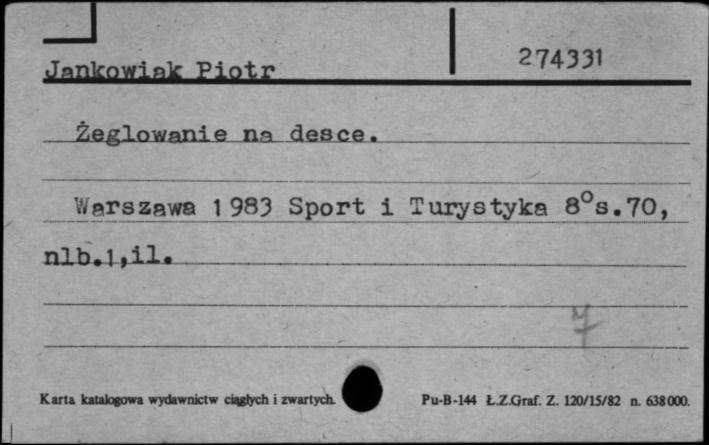 Jankowiak Piotr 274331
Żeglowanie na desce.
Warszawa 1983 Sport i Turystyka 8°s.70,
nlb.1,il.
Karta katalogowa wydawnictw ciągłych i zwartych. Pu-B-144 Ł.Z.Graf. Z. 120/15/82 n. 638000.